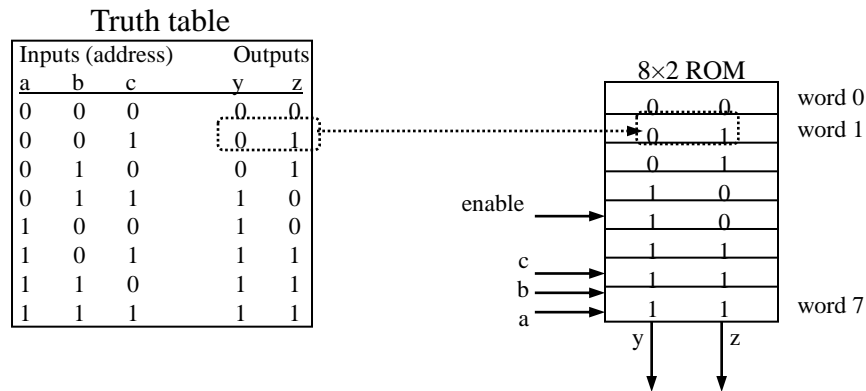 Truth table
Inputs (address) Outputs
a b c y z
0 0 0 0 0
0 0 1 0 1
0 1 0 0 1
0 1 1 1 0
1 0 0 1 0
1 0 1 1 1
1 1 0 1 1
1 1 1 1 1
8×2 ROM
0 0 word 0
0 1 word 1
0 1
1 0
enable
1 0
1 1
c
1 1
b
1 1 word 7
a
y z